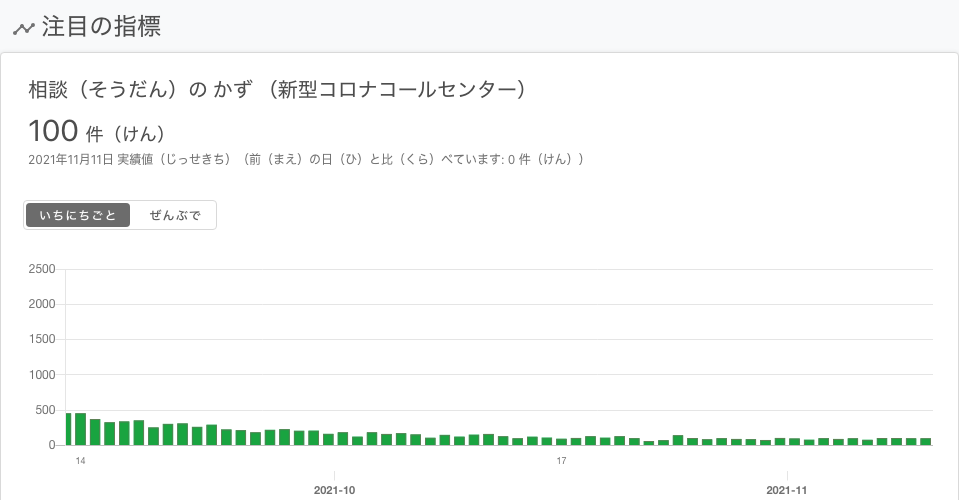 注目の指標
相談（そうだん）の かず （新型コロナコールセンター）
100 件（けん）
2021年11月11日 実績値（じっせきち）（前（まえ）の日（ひ）と比（くら）べています: 0 件（けん））
いちにちごと ぜんぶで
2500
2000
1500
1000
500
0
14 17
2021-10 2021-11